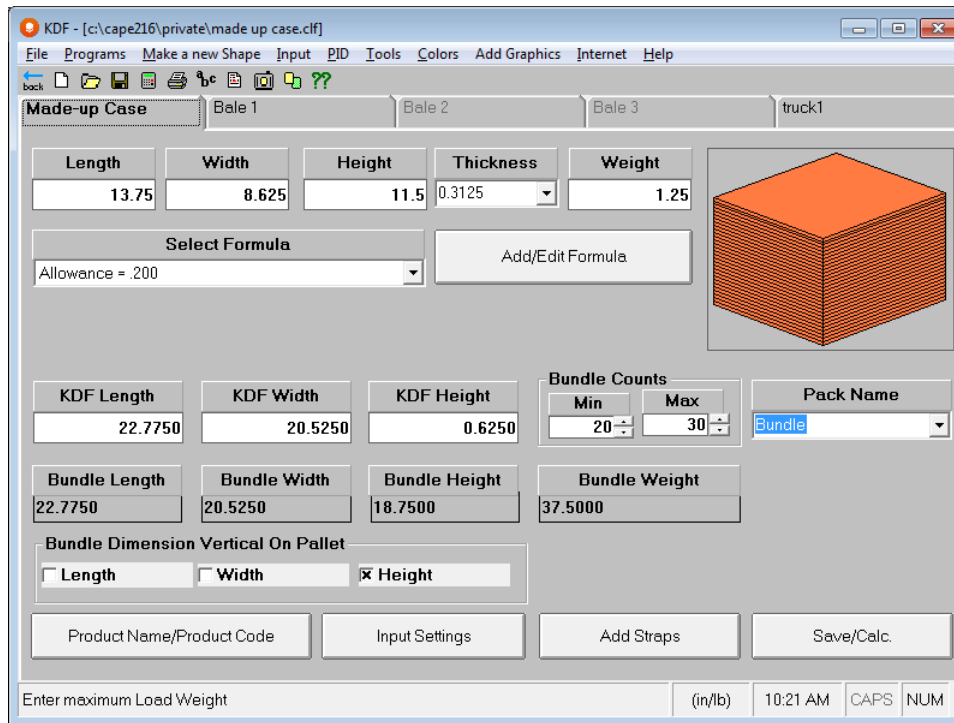 KDF - [c:\cape216\private\made up case.clf]
File Programs Make a new Shape Input PID Tools Colors Add Graphics Internet Help
back abc ??
Made-up Case Bale 1 Bale 2 Bale 3 truck1
Length Width Height Thickness Weight
13.75 8.625 11.5 0.3125 1.25
Select Formula
Allowance = .200
Add/Edit Formula
KDF Length KDF Width KDF Height Bundle Counts Min Max Pack Name
22.7750 20.5250 0.6250 20 30 Bundle
Bundle Length Bundle Width Bundle Height Bundle Weight
22.7750 20.5250 18.7500 37.5000
Bundle Dimension Vertical On Pallet
Length Width Height
Product Name/Product Code Input Settings Add Straps Save/Calc.
Enter maximum Load Weight (in/lb) 10:21 AM CAPS NUM